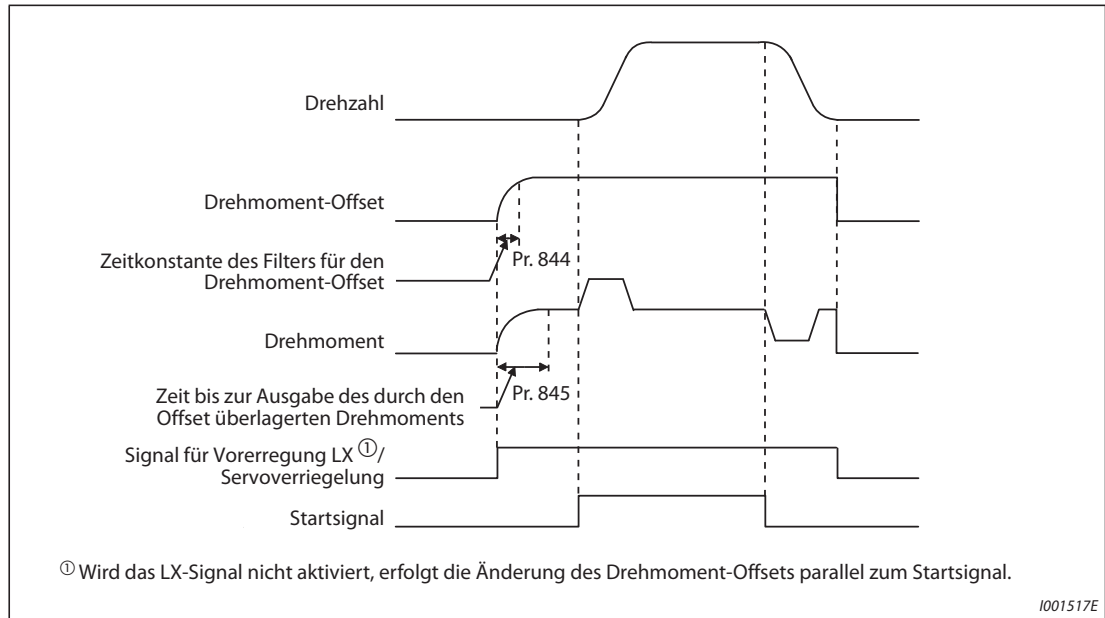 Drehzahl
Drehmoment-Offset
Zeitkonstante des Filters für den
Drehmoment-Offset
Pr. 844
Drehmoment
Zeit bis zur Ausgabe des durch den
Offset überlagerten Drehmoments
Pr. 845
Signal für Vorerregung LX ①/
Servoverriegelung
Startsignal
① Wird das LX-Signal nicht aktiviert, erfolgt die Änderung des Drehmoment-Offsets parallel zum Startsignal.
I001517E